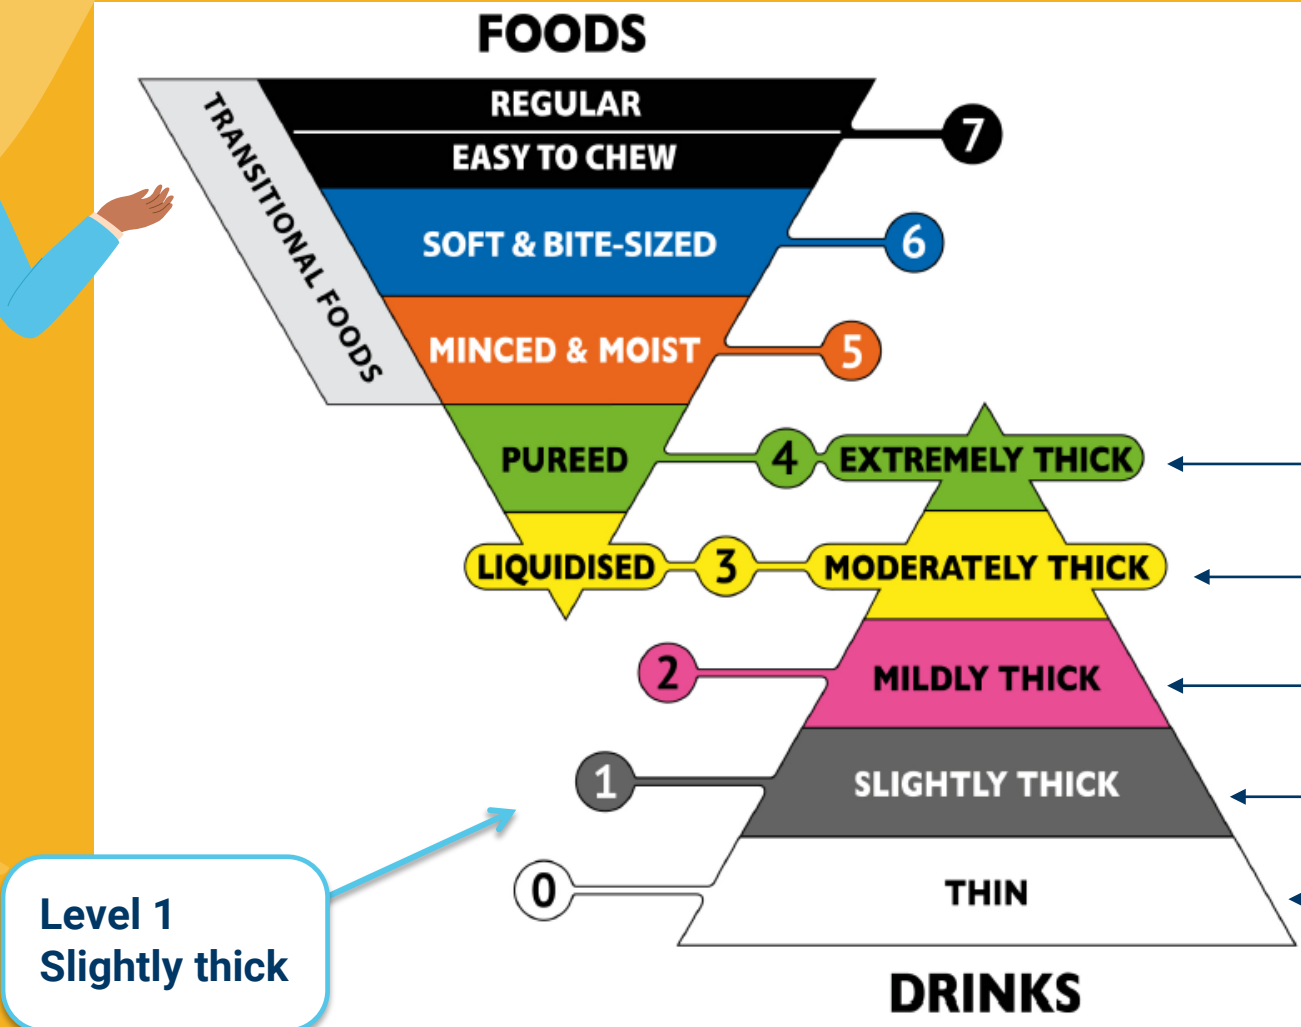 FOODS
TRANSITIONAL FOODS
REGULAR
EASY TO CHEW
7
SOFT & BITE-SIZED
6
MINCED & MOIST
5
PUREED
4
EXTREMELY THICK
LIQUIDISED
3
MODERATELY THICK
2
MILDLY THICK
1
SLIGHTLY THICK
0
THIN
Level 1
Slightly thick
DRINKS